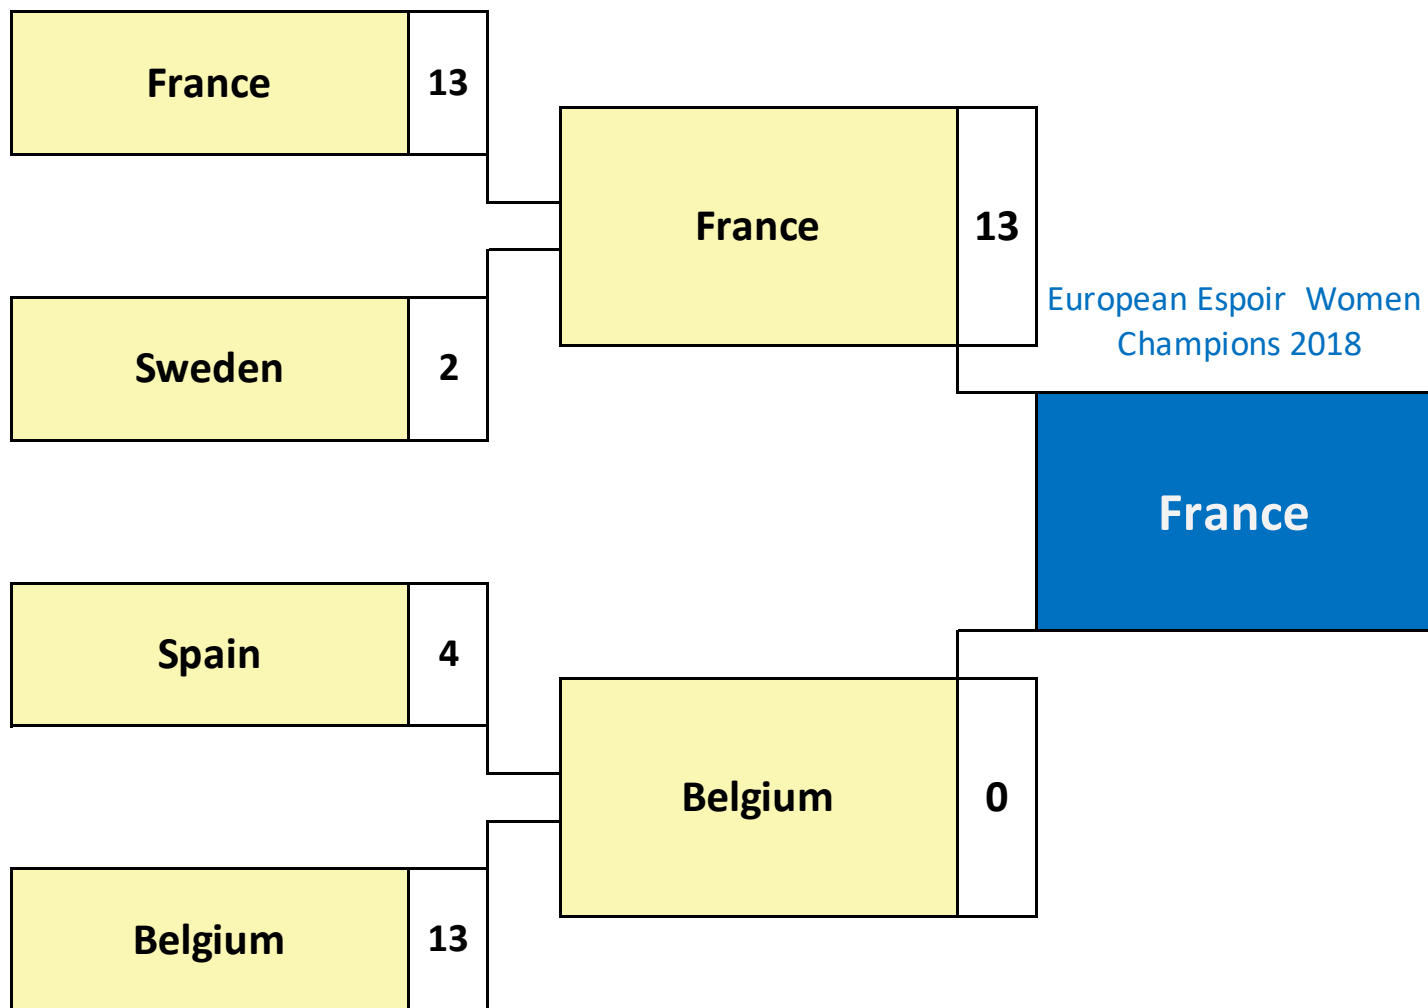 France 13
Sweden 2
Spain 4
Belgium 13
France 13
Belgium 0
European Espoir Women
Champions 2018
France